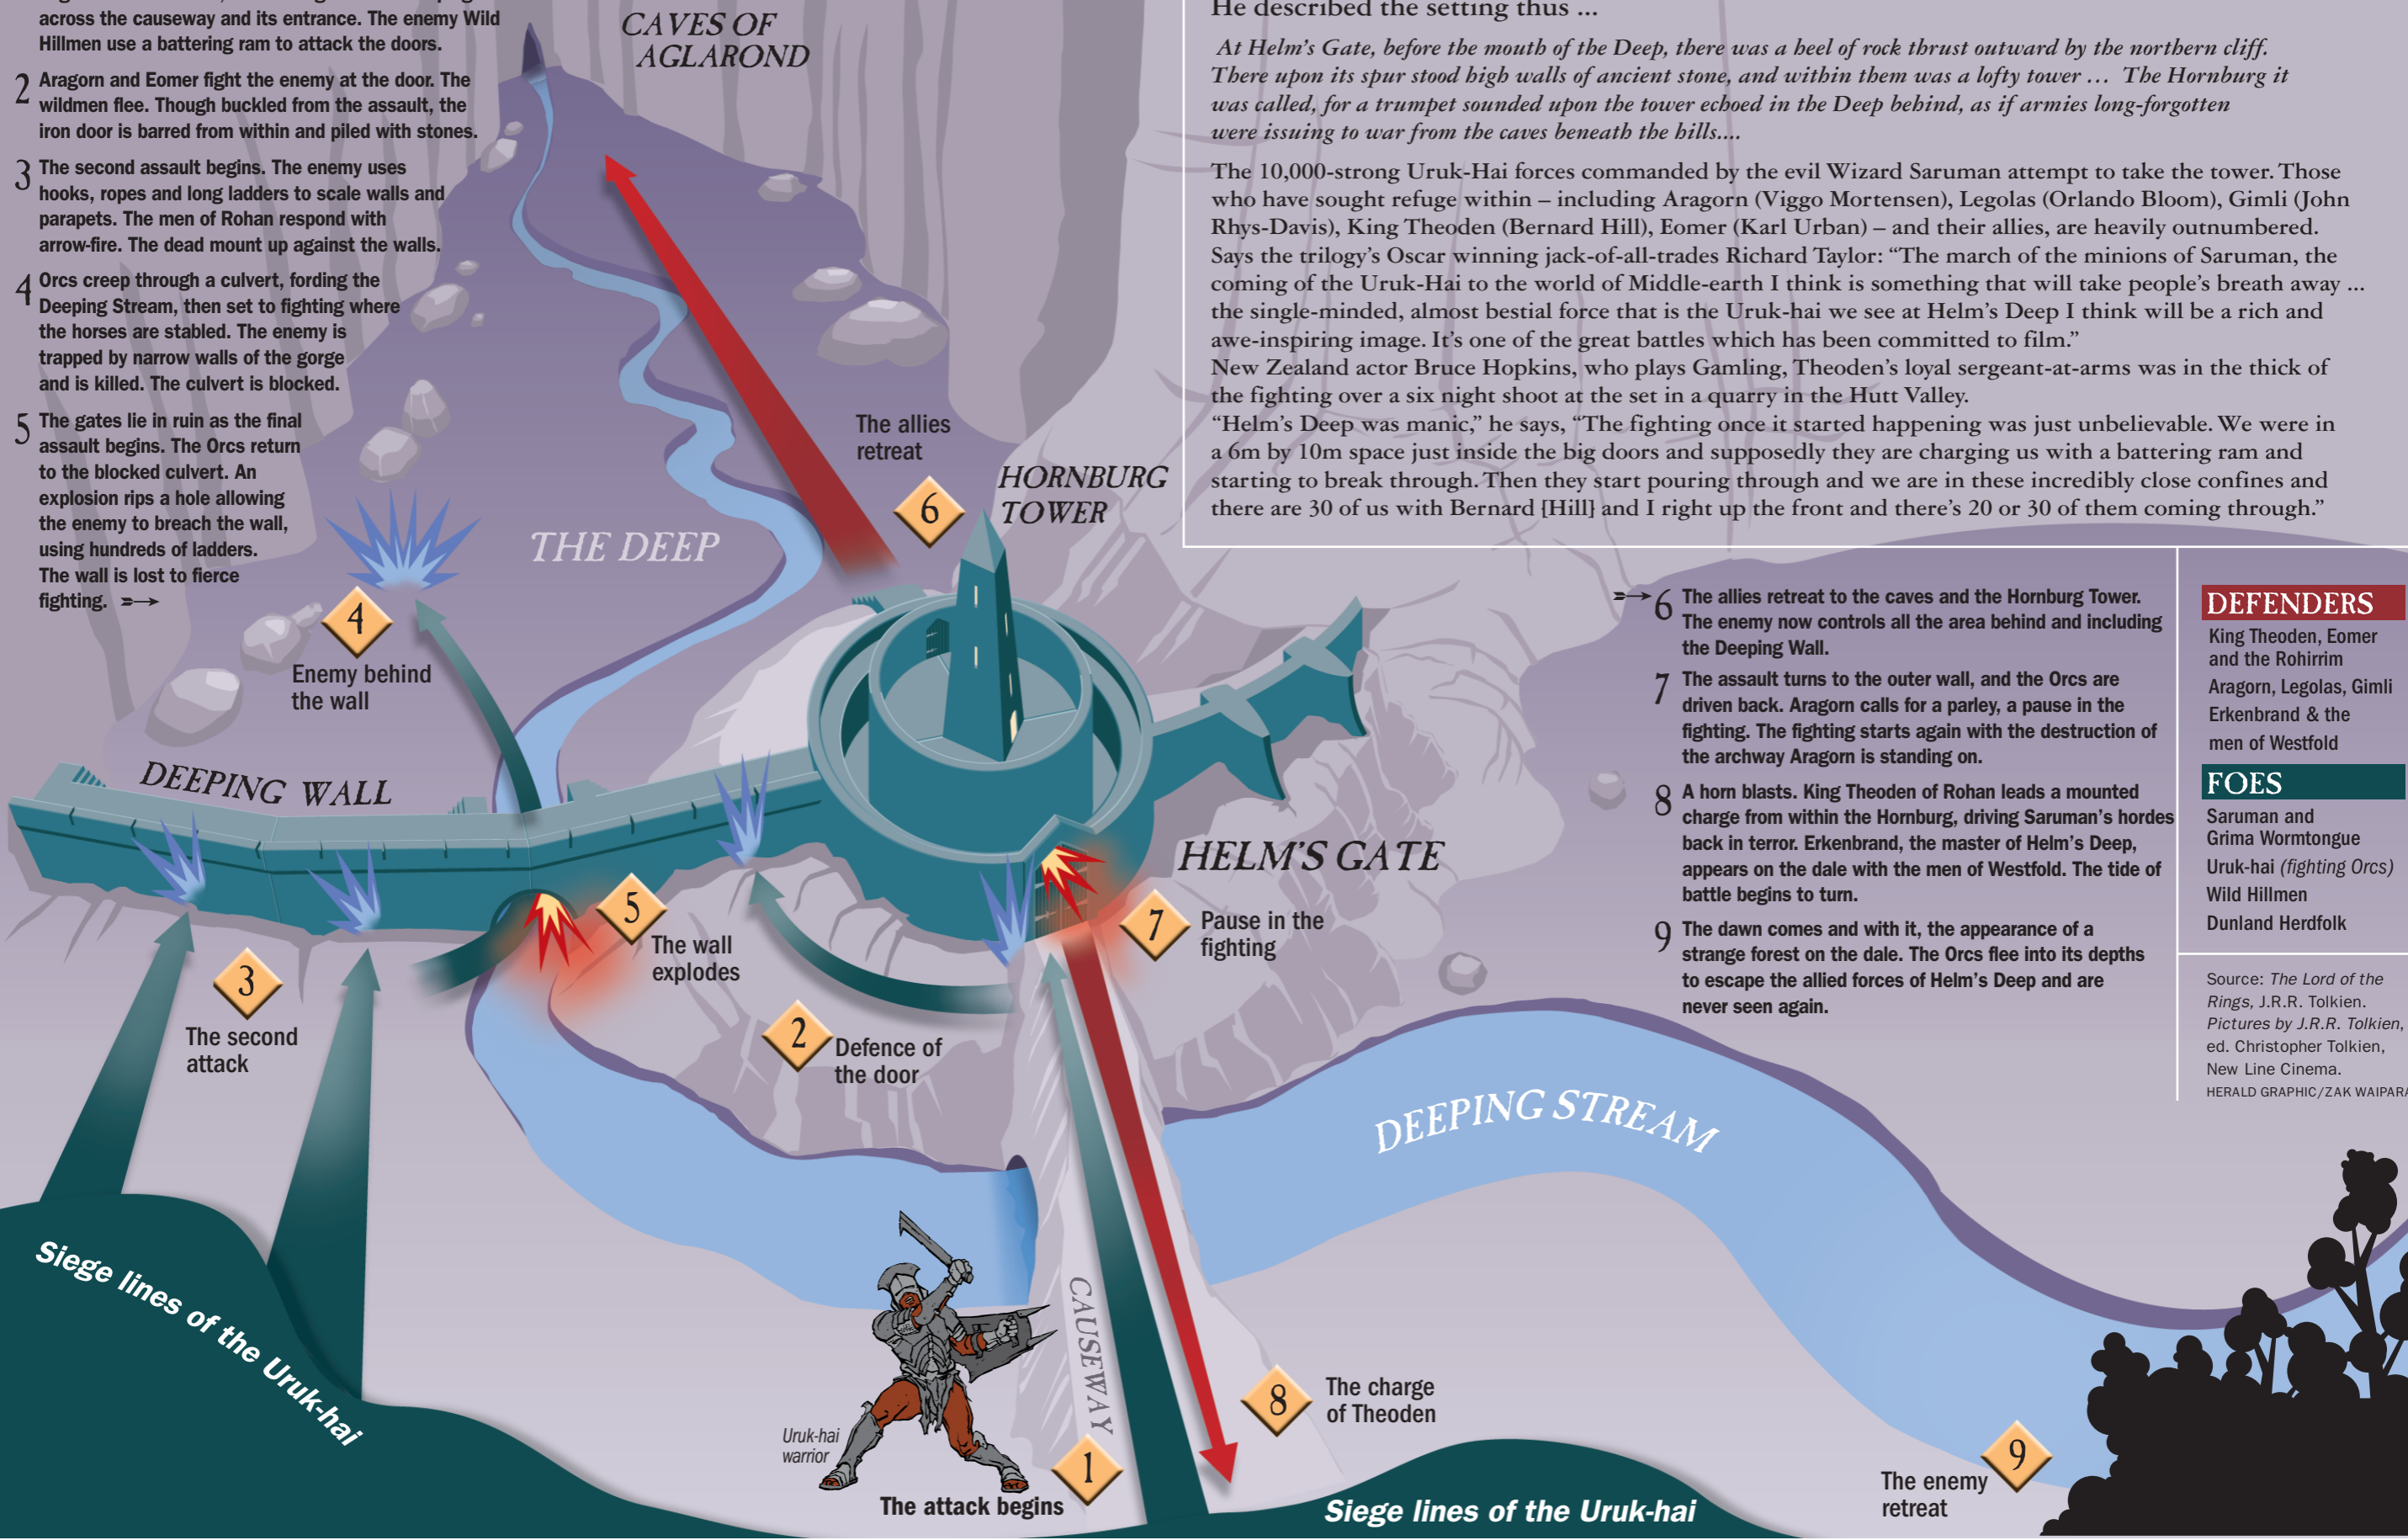 across the causeway and its entrance. The enemy Wild
Hillmen use a battering ram to attack the doors.
2 Aragorn and Eomer fight the enemy at the door. The
wildmen flee. Though buckled from the assault, the
iron door is barred from within and piled with stones.
3 The second assault begins. The enemy uses
hooks, ropes and long ladders to scale walls and
parapets. The men of Rohan respond with
arrow-fire. The dead mount up against the walls.
4 Orcs creep through a culvert, fording the
Deeping Stream, then set to fighting where
the horses are stabled. The enemy is
trapped by narrow walls of the gorge
and is killed. The culvert is blocked.
5 The gates lie in ruin as the final
assault begins. The Orcs return
to the blocked culvert. An
explosion rips a hole allowing
the enemy to breach the wall,
using hundreds of ladders.
The wall is lost to fierce
fighting.
CAVES OF
AGLAROND
He described the setting thus ...
At Helm's Gate, before the mouth of the Deep, there was a heel of rock thrust outward by the northern cliff.
There upon its spur stood high walls of ancient stone, and within them was a lofty tower ... The Hornburg it
was called, for a trumpet sounded upon the tower echoed in the Deep behind, as if armies long-forgotten
were issuing to war from the caves beneath the hills....
The 10,000-strong Uruk-Hai forces commanded by the evil Wizard Saruman attempt to take the tower. Those
who have sought refuge within – including Aragorn (Viggo Mortensen), Legolas (Orlando Bloom), Gimli (John
Rhys-Davis), King Theoden (Bernard Hill), Eomer (Karl Urban) – and their allies, are heavily outnumbered.
Says the trilogy's Oscar winning jack-of-all-trades Richard Taylor: “The march of the minions of Saruman, the
coming of the Uruk-Hai to the world of Middle-earth I think is something that will take people's breath away ...
the single-minded, almost bestial force that is the Uruk-hai we see at Helm's Deep I think will be a rich and
awe-inspiring image. It's one of the great battles which has been committed to film.”
New Zealand actor Bruce Hopkins, who plays Gamling, Theoden's loyal sergeant-at-arms was in the thick of
the fighting over a six night shoot at the set in a quarry in the Hutt Valley.
“Helm's Deep was manic,” he says, “The fighting once it started happening was just unbelievable. We were in
a 6m by 10m space just inside the big doors and supposedly they are charging us with a battering ram and
starting to break through. Then they start pouring through and we are in these incredibly close confines and
there are 30 of us with Bernard [Hill] and I right up the front and there's 20 or 30 of them coming through.”
The allies
retreat
6
HORNBURG
TOWER
THE DEEP
4
Enemy behind
the wall
DEEPING WALL
HELM'S GATE
5
The wall
explodes
7
Pause in the
fighting
3
The second
attack
2
Defence of
the door
6 The allies retreat to the caves and the Hornburg Tower.
The enemy now controls all the area behind and including
the Deeping Wall.
7 The assault turns to the outer wall, and the Orcs are
driven back. Aragorn calls for a parley, a pause in the
fighting. The fighting starts again with the destruction of
the archway Aragorn is standing on.
8 A horn blasts. King Theoden of Rohan leads a mounted
charge from within the Hornburg, driving Saruman's hordes
back in terror. Erkenbrand, the master of Helm's Deep,
appears on the dale with the men of Westfold. The tide of
battle begins to turn.
9 The dawn comes and with it, the appearance of a
strange forest on the dale. The Orcs flee into its depths
to escape the allied forces of Helm's Deep and are
never seen again.
DEFENDERS
King Theoden, Eomer
and the Rohirrim
Aragorn, Legolas, Gimli
Erkenbrand & the
men of Westfold
FOES
Saruman and
Grima Wormtongue
Uruk-hai (fighting Orcs)
Wild Hillmen
Dunland Herdfolk
Source: The Lord of the
Rings, J.R.R. Tolkien.
Pictures by J.R.R. Tolkien,
ed. Christopher Tolkien,
New Line Cinema.
HERALD GRAPHIC/ZAK WAIPARA
DEEPING STREAM
Siege lines of the Uruk-hai
CAUSEWAY
Uruk-hai
warrior
1
The attack begins
8
The charge
of Theoden
Siege lines of the Uruk-hai
9
The enemy
retreat